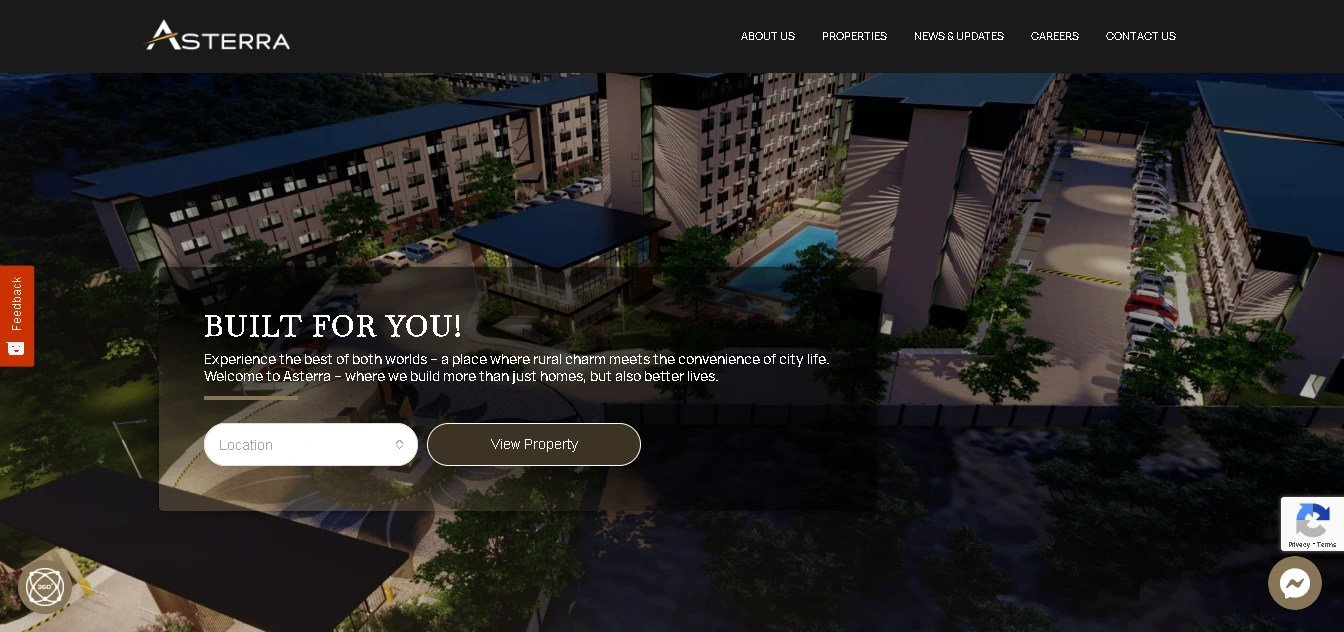 ASTERRA
ABOUT US
PROPERTIES
NEWS & UPDATES
CAREERS
CONTACT US
Feedback
BUILT FOR YOU!
Experience the best of both worlds – a place where rural charm meets the convenience of city life.
Welcome to Asterra – where we build more than just homes, but also better lives.
Location
View Property
360°
Privacy - Terms